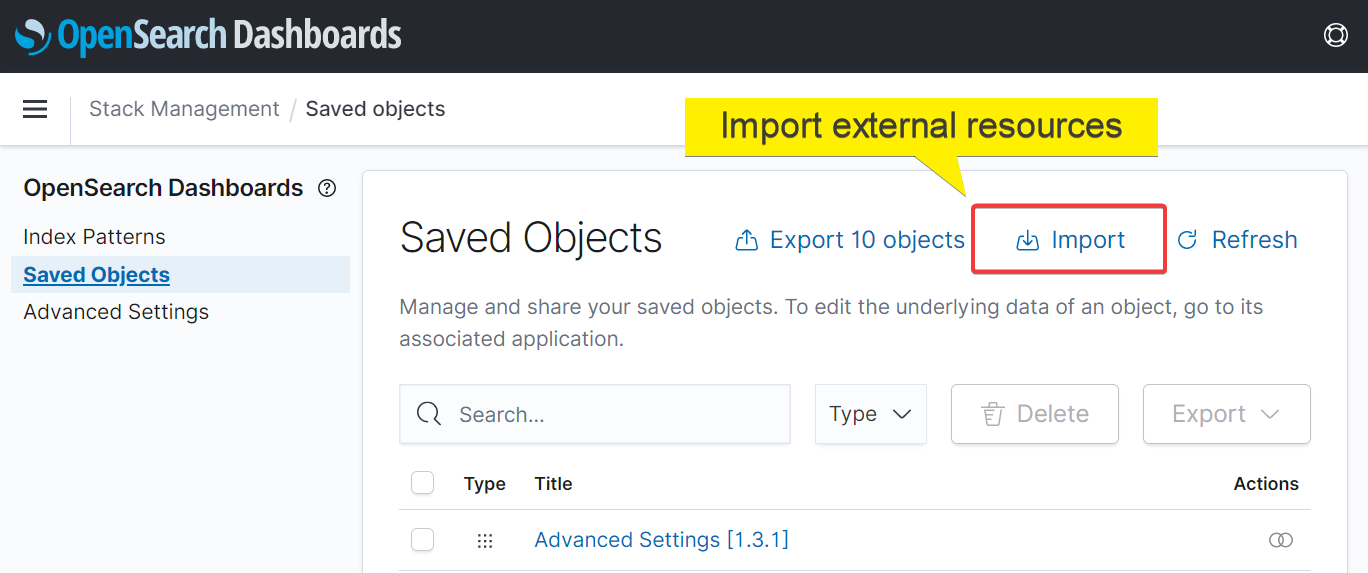 OpenSearch Dashboards
Stack Management / Saved objects
Import external resources
OpenSearch Dashboards
Index Patterns
Saved Objects
Advanced Settings
Saved Objects
Export 10 objects
Import
Refresh
Manage and share your saved objects. To edit the underlying data of an object, go to its
associated application.
Search...
Type
Delete
Export
Type Title Actions
Advanced Settings [1.3.1]